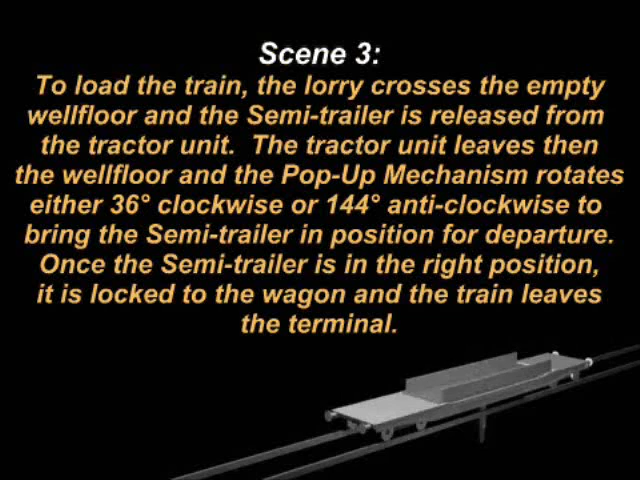 Scene 3:
To load the train, the lorry crosses the empty
wellfloor and the Semi-trailer is released from
the tractor unit.  The tractor unit leaves then
the wellfloor and the Pop-Up Mechanism rotates
either 36° clockwise or 144° anti-clockwise to
bring the Semi-trailer in position for departure.
Once the Semi-trailer is in the right position,
it is locked to the wagon and the train leaves
the terminal.